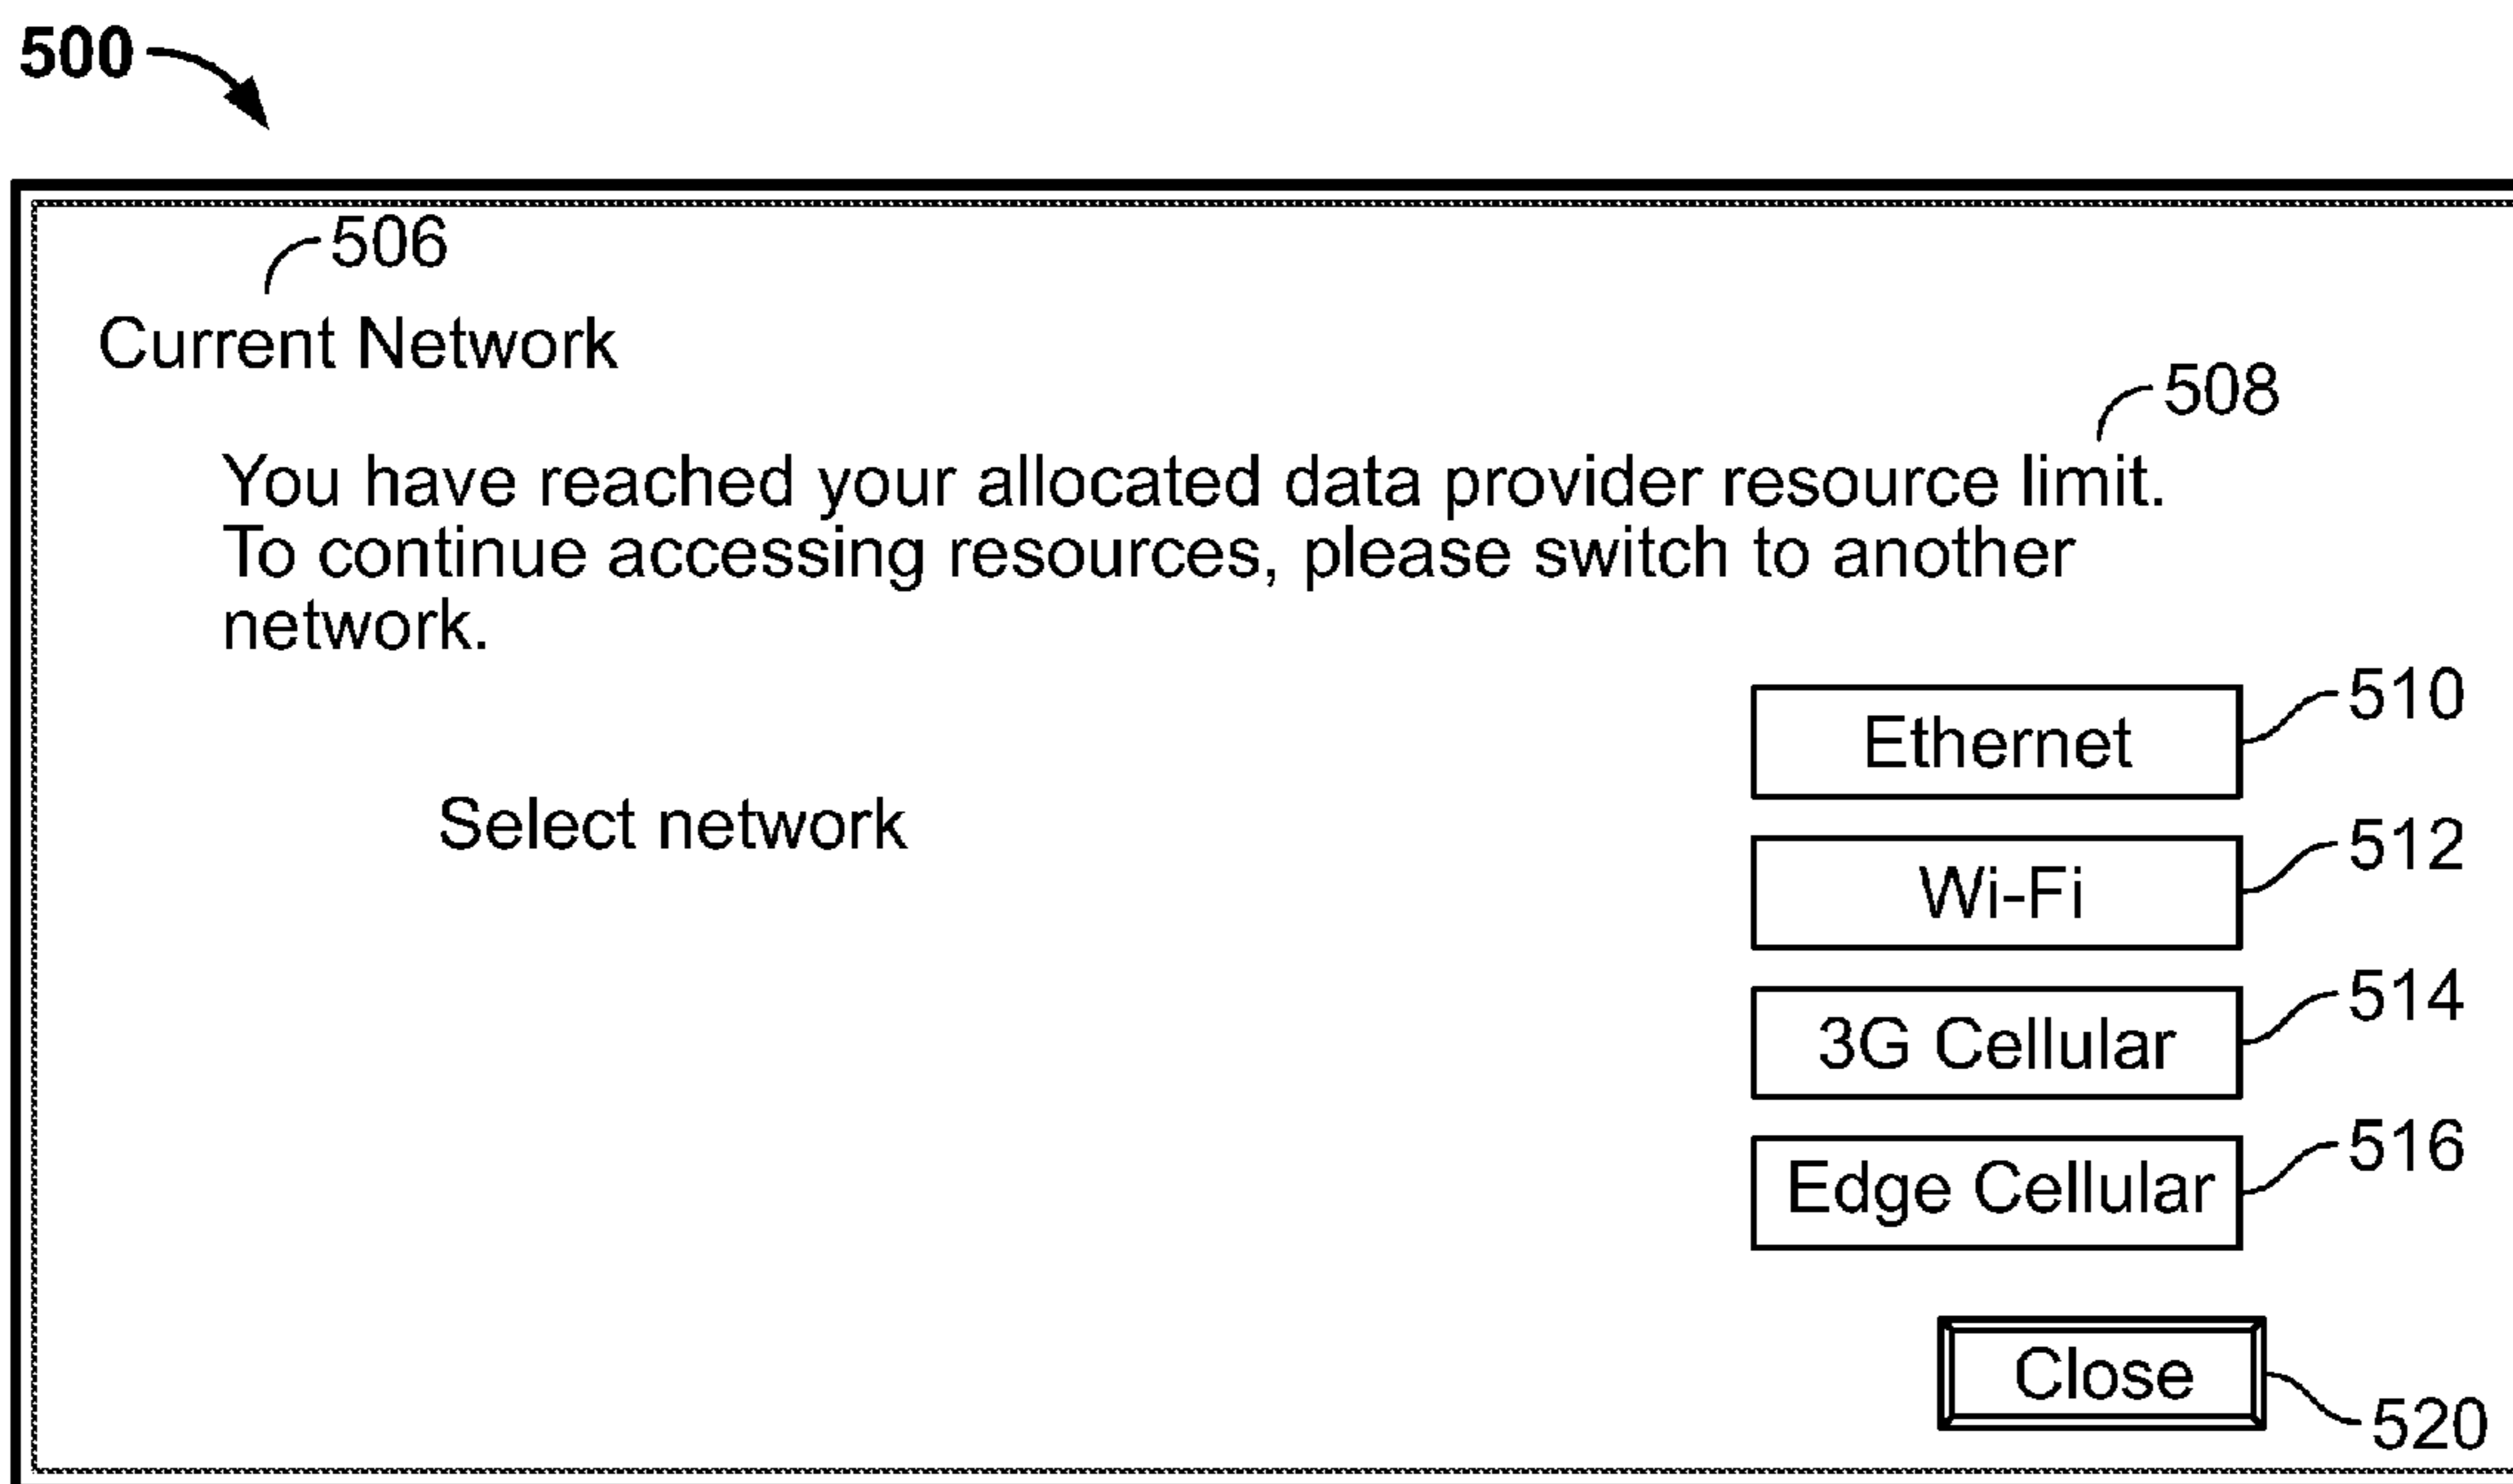 500
506
Current Network
508
You have reached your allocated data provider resource limit.
To continue accessing resources, please switch to another
network.
510
Ethernet
Select network
512
Wi-Fi
514
3G Cellular
516
Edge Cellular
Close
520